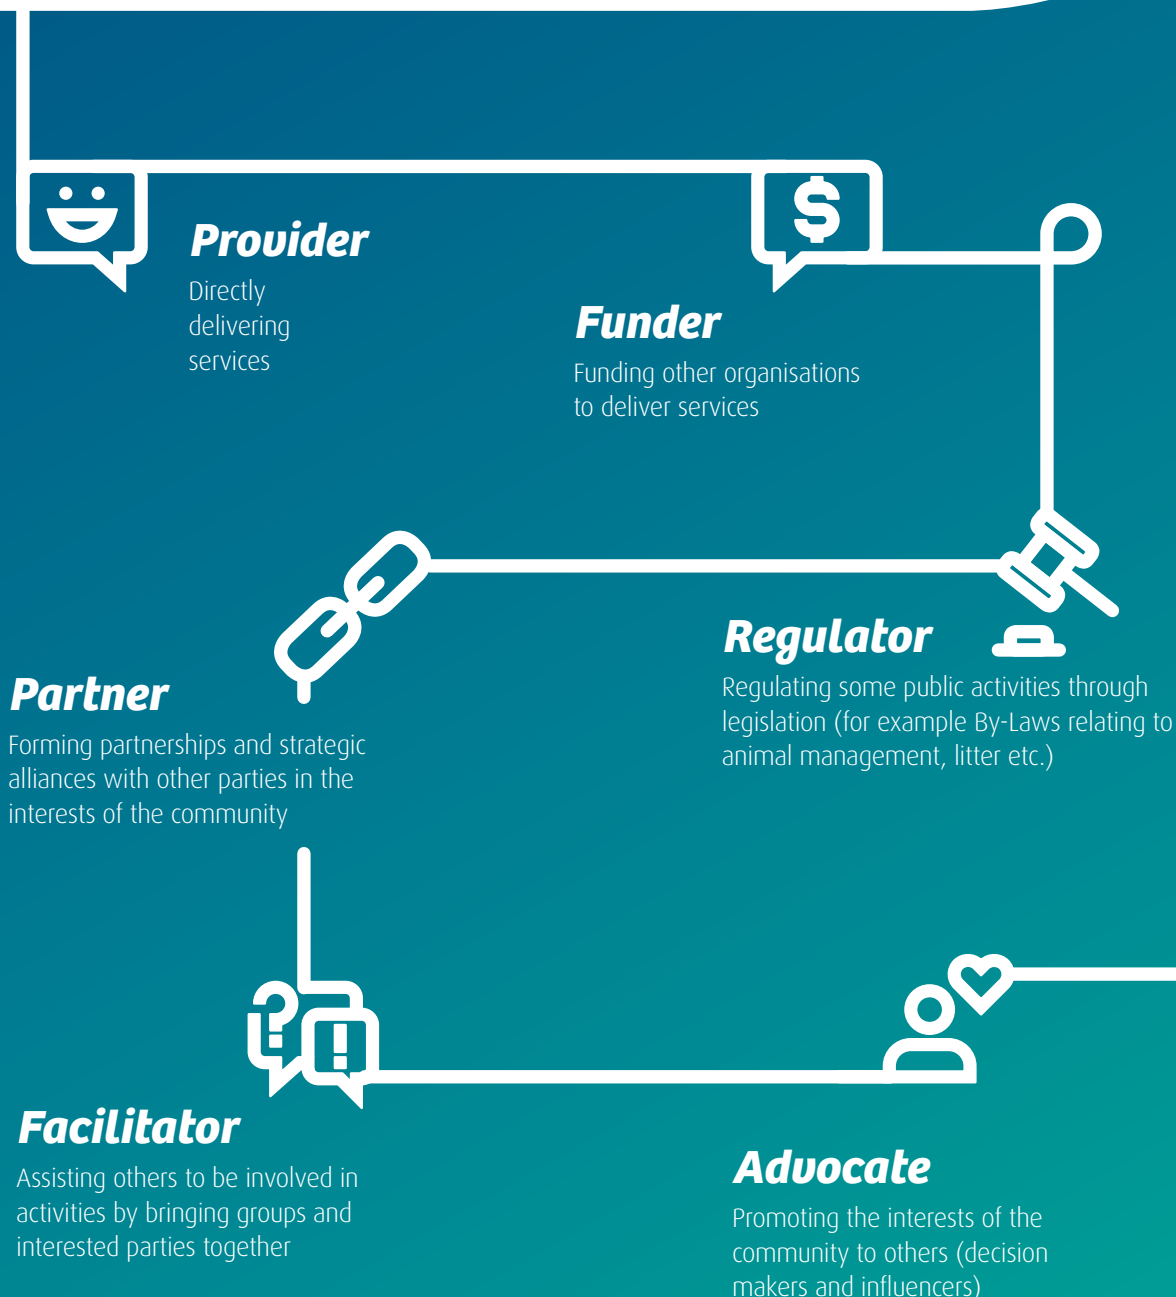 Provider
Directly
delivering
services
$
Funder
Funding other organisations
to deliver services
Regulator
Regulating some public activities through
legislation (for example By-Laws relating to
animal management, litter etc.)
Partner
Forming partnerships and strategic
alliances with other parties in the
interests of the community
?
!
Facilitator
Assisting others to be involved in
activities by bringing groups and
interested parties together
Advocate
Promoting the interests of the
community to others (decision
makers and influencers)